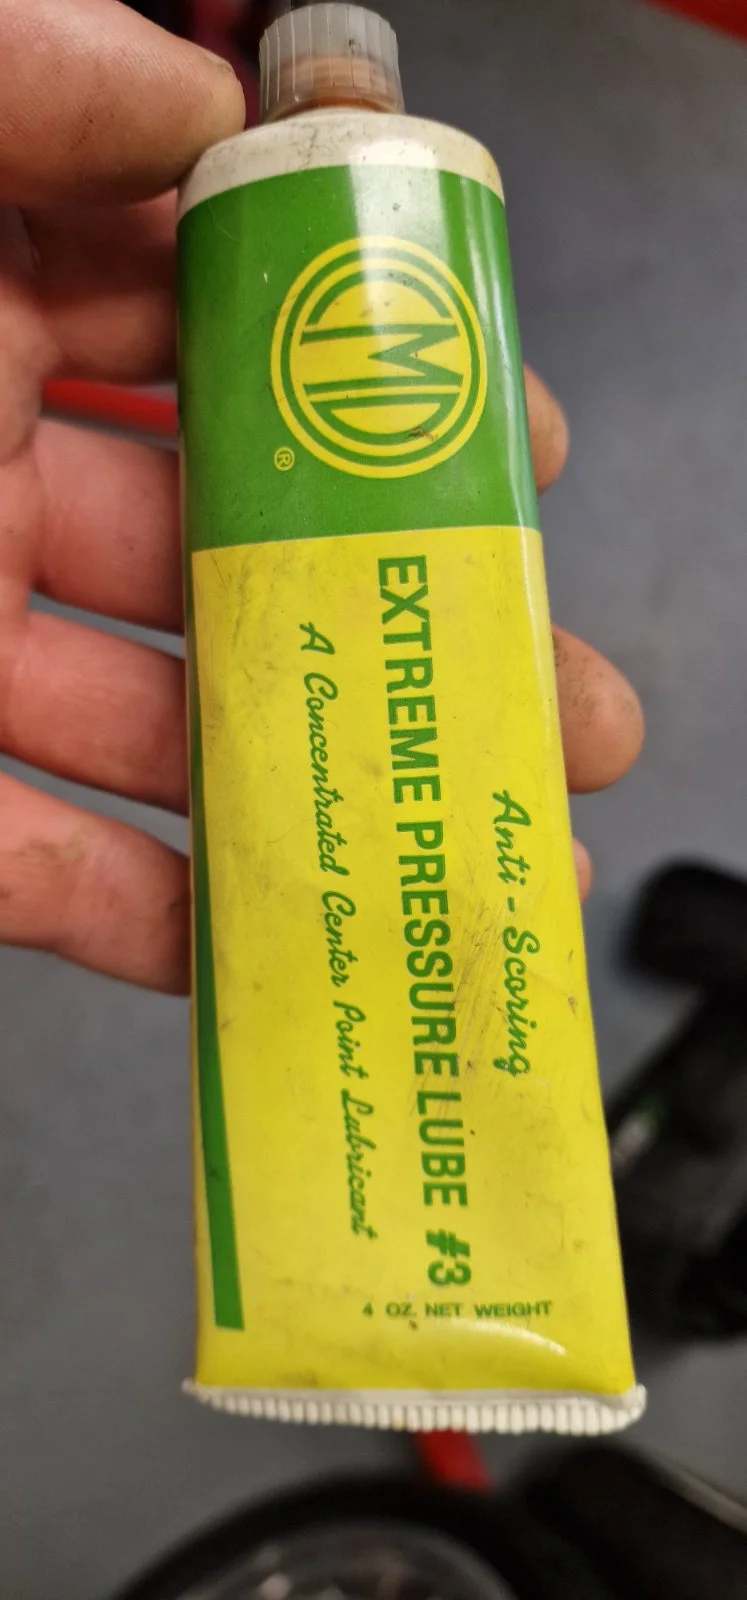 CMD
®
Anti-Scoring
EXTREME PRESSURE LUBE #3
A Concentrated Center Point Lubricant
4 OZ. NET WEIGHT